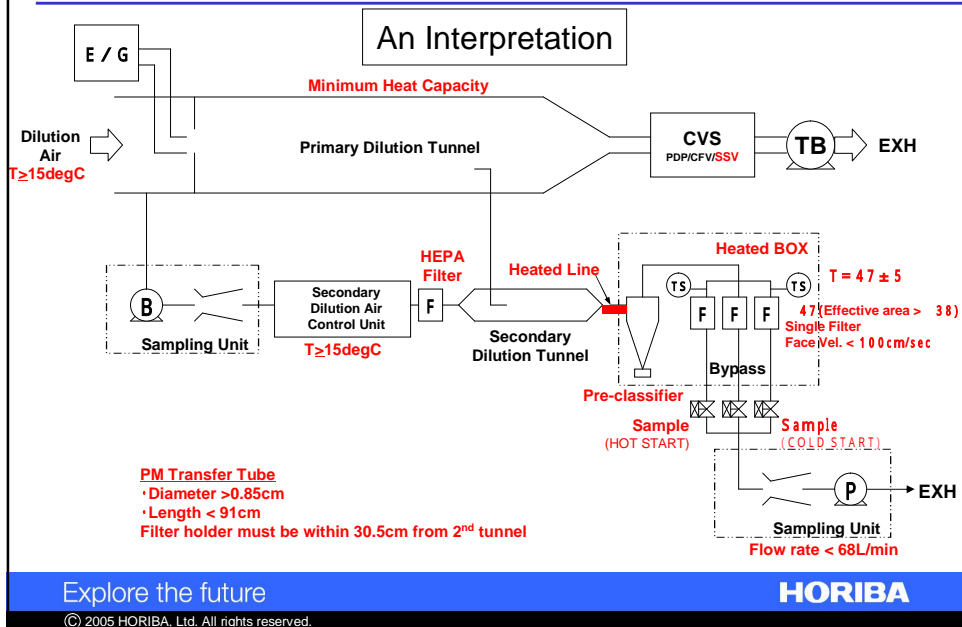 An Interpretation
E / G
Minimum Heat Capacity
Dilution
Air
T≥15degC
Primary Dilution Tunnel
CVS
PDP/CFV/SSV
TB
EXH
HEPA
Filter
Heated Line
Heated BOX
T = 47 ± 5
TS
TS
B
Sampling Unit
Secondary
Dilution Air
Control Unit
T≥15degC
F
Secondary
Dilution Tunnel
F
F
F
47(Effective area > 38)
Single Filter
Face Vel. < 100cm/sec
Bypass
Pre-classifier
Sample
(HOT START)
Sample
(COLD START)
PM Transfer Tube
・Diameter >0.85cm
・Length < 91cm
Filter holder must be within 30.5cm from 2nd tunnel
P
EXH
Sampling Unit
Flow rate < 68L/min
Explore the future
HORIBA
© 2005 HORIBA, Ltd. All rights reserved.